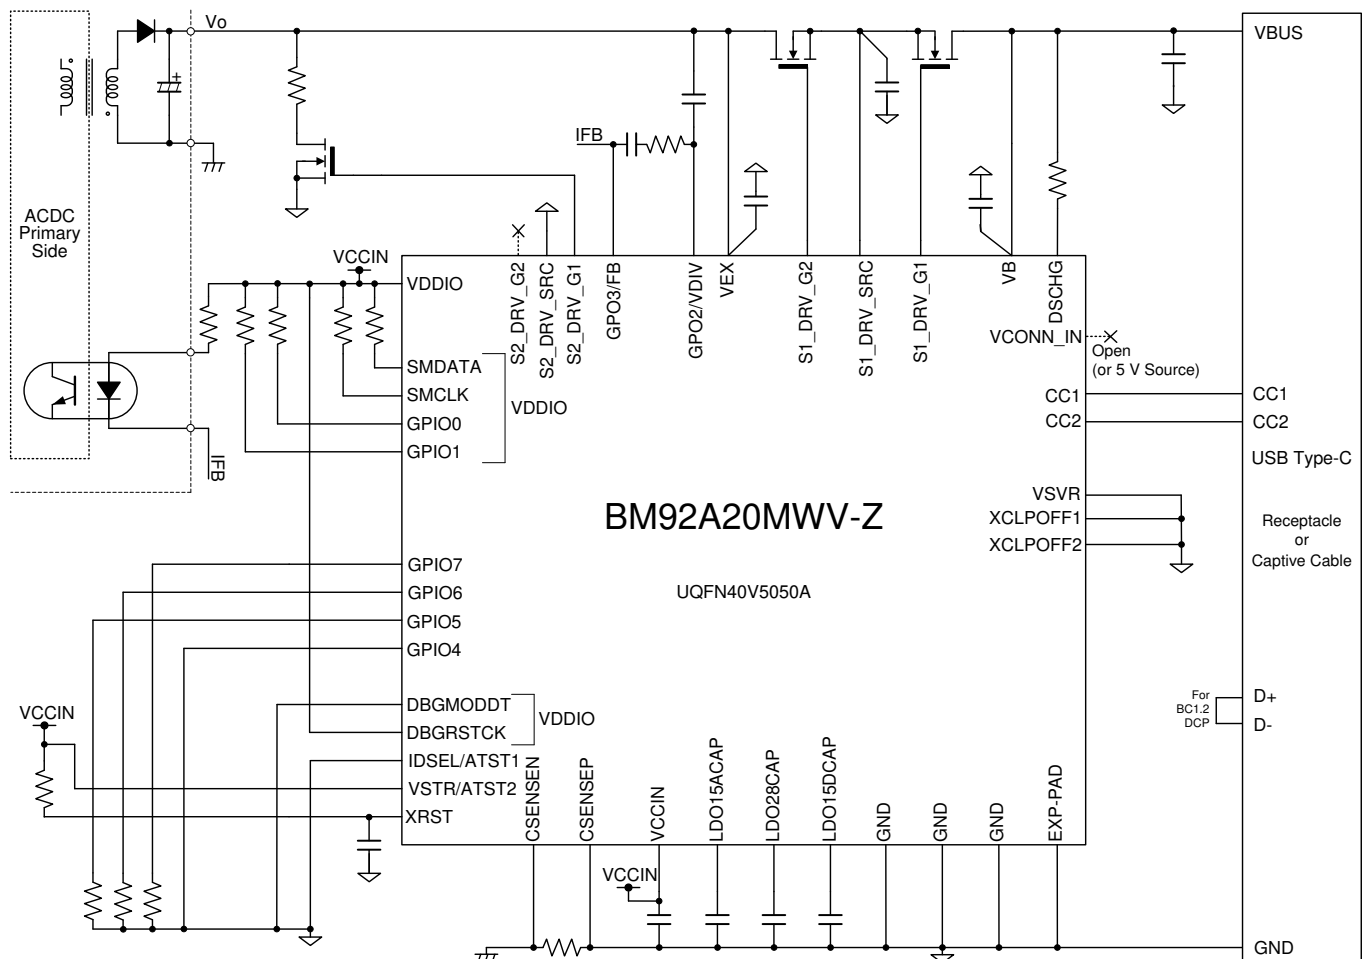 Vo
VBUS
IFB
ACDC
Primary
Side
VCCIN
VDDIO
S2_DRV_G2
S2_DRV_SRC
S2_DRV_G1
GPO3/FB
GPO2/VDIV
VEX
S1_DRV_G2
S1_DRV_SRC
S1_DRV_G1
VB
DSCHG
VCONN_IN
Open
(or 5 V Source)
SMDATA
SMCLK
VDDIO
GPIO0
GPIO1
IFB
CC1
CC2
CC1
CC2
USB Type-C
VSVR
XCLPOFF1
XCLPOFF2
Receptacle
or
Captive Cable
BM92A20MWV-Z
UQFN40V5050A
GPIO7
GPIO6
GPIO5
GPIO4
VCCIN
DBGMODDT
VDDIO
DBGRSTCK
IDSEL/ATST1
VSTR/ATST2
XRST
For
BC1.2
DCP
D+
D-
CSENSEN
CSENSEP
VCCIN
LDO15ACAP
LDO28CAP
LDO15DCAP
GND
GND
GND
EXP-PAD
VCCIN
GND